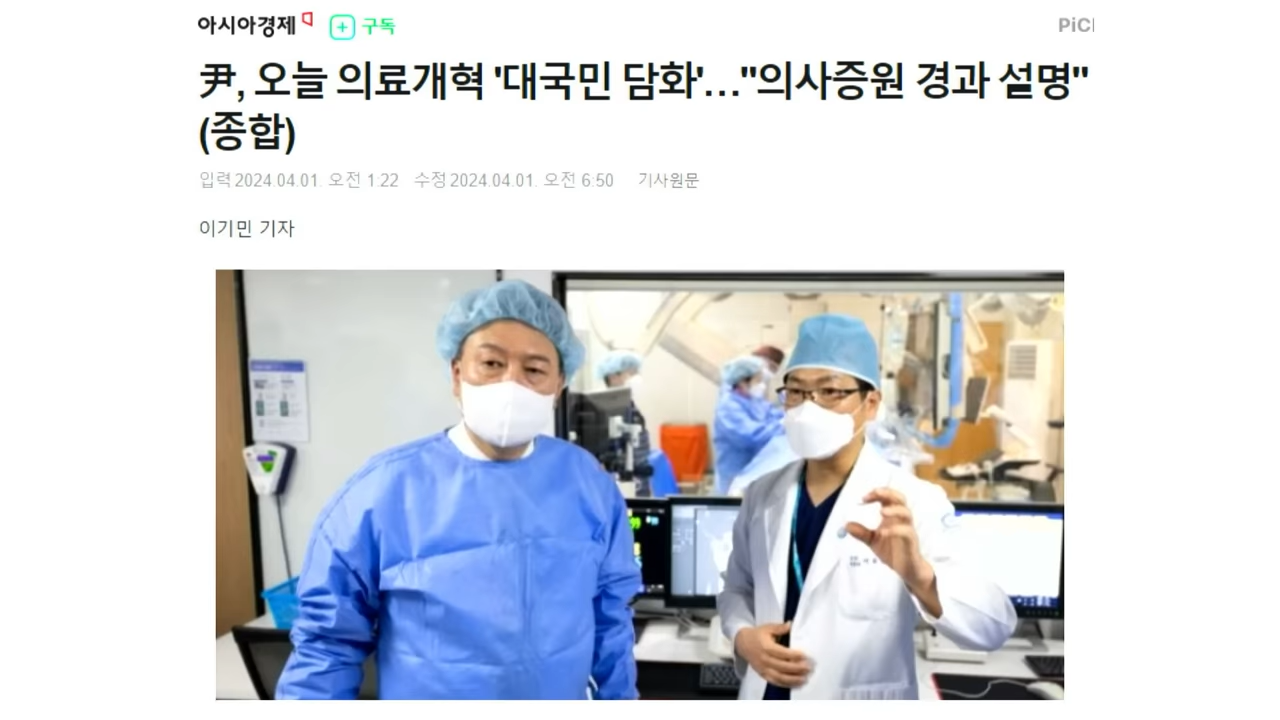 아시아경제 구독 PiC
尹, 오늘 의료개혁 '대국민 담화'…"의사증원 경과 설명"
(종합)
입력 2024.04.01. 오전 1:22 수정 2024.04.01. 오전 6:50 기사원문
이기민 기자